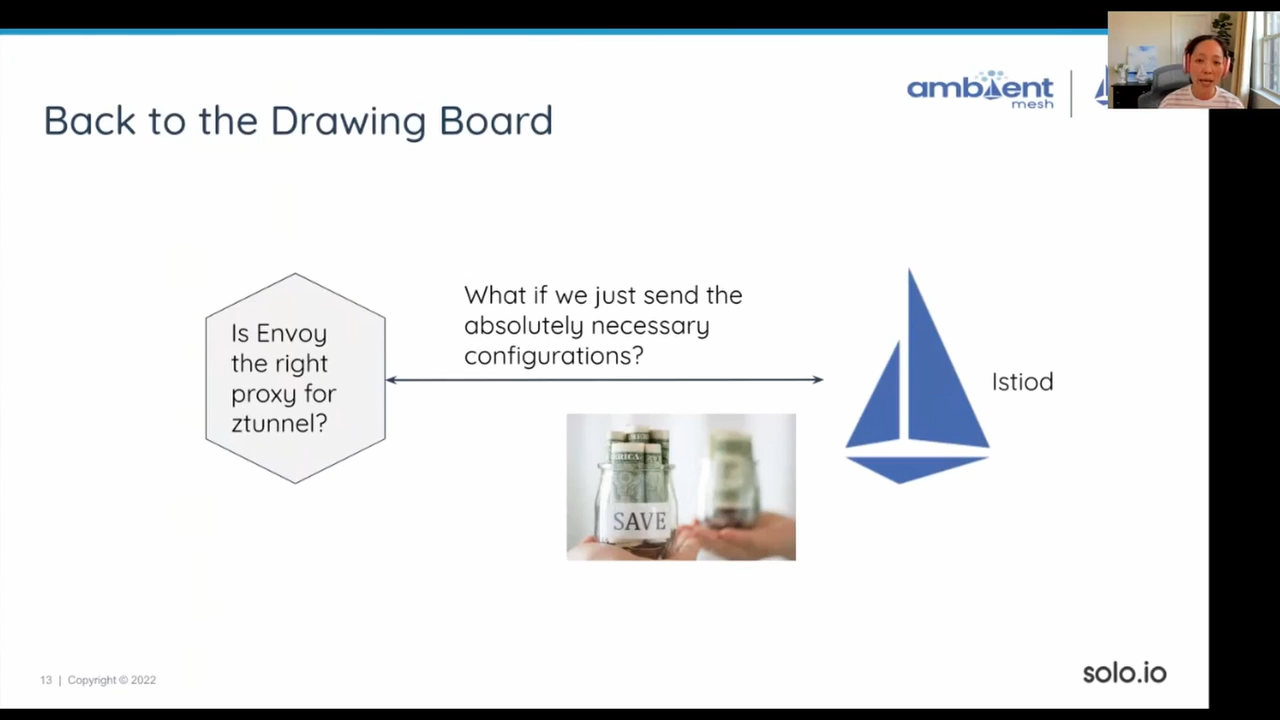 Back to the Drawing Board
ambient
mesh
Is Envoy
the right
proxy for
ztunnel?
What if we just send the
absolutely necessary
configurations?
Istiod
SAVE
13 | Copyright © 2022
solo.io